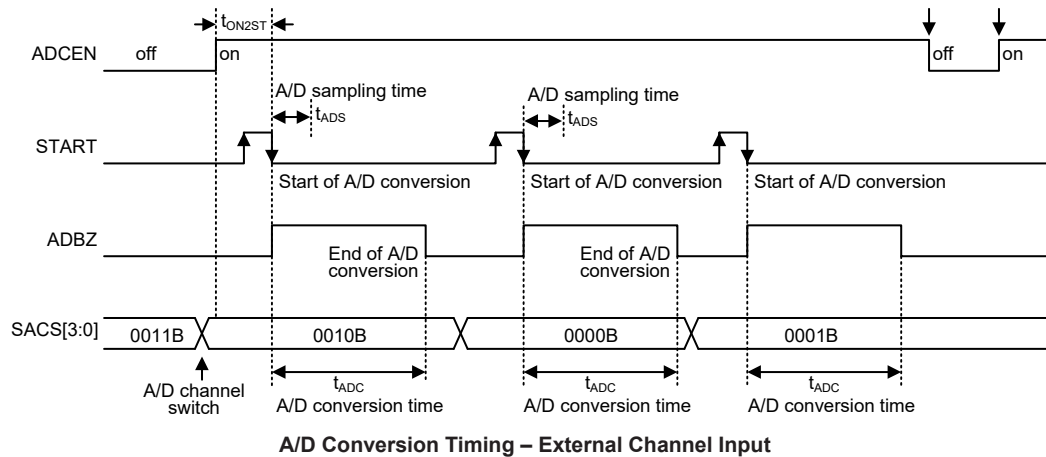 tON2ST
ADCEN off on off on
A/D sampling time A/D sampling time
tADS tADS
START
Start of A/D conversion Start of A/D conversion Start of A/D conversion
ADBZ
End of A/D conversion End of A/D conversion
SACS[3:0] 0011B 0010B 0000B 0001B
A/D channel switch
tADC tADC tADC
A/D conversion time A/D conversion time A/D conversion time
A/D Conversion Timing – External Channel Input